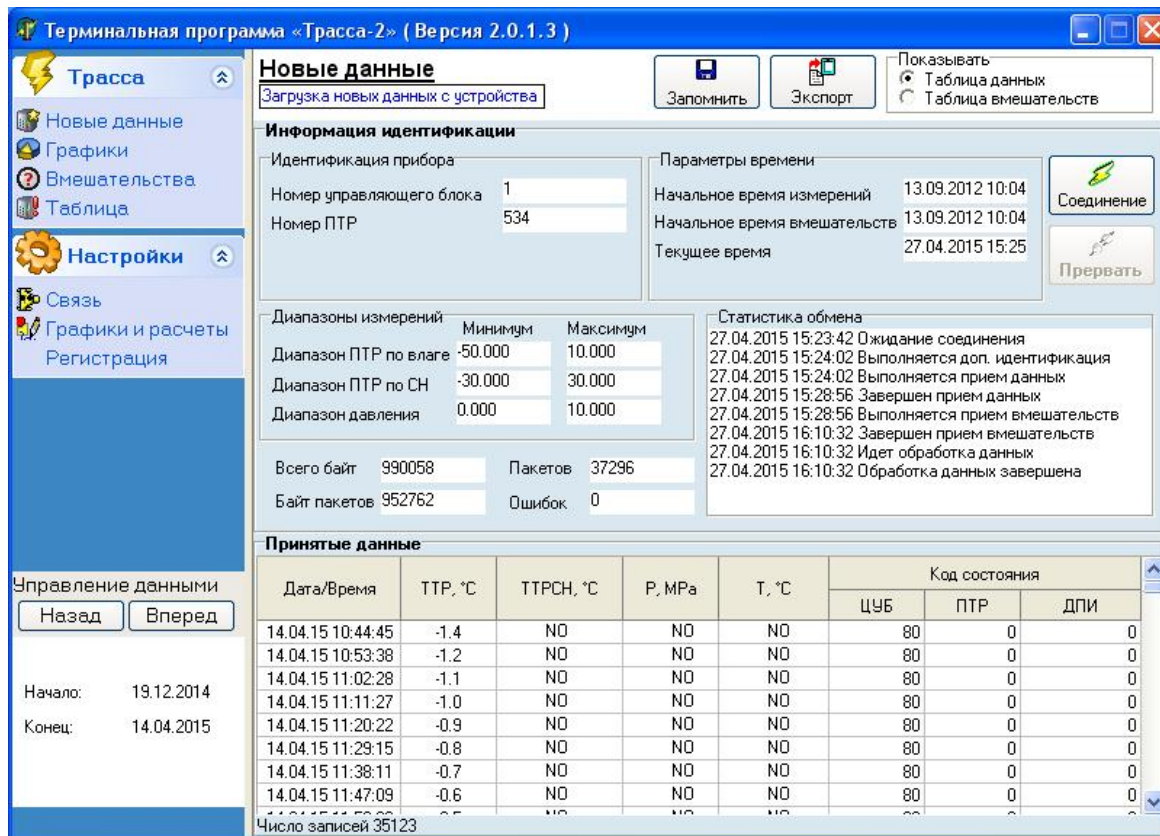 Терминальная программа «Трасса-2» ( Версия 2.0.1.3 )
Трасса
Новые данные
Графики
Вмешательства
Таблица
Настройки
Связь
Графики и расчеты
Регистрация
Управление данными
Назад Вперед
Начало: 19.12.2014
Конец: 14.04.2015
Новые данные
Загрузка новых данных с устройства
Запомнить Экспорт
Показывать
Таблица данных
Таблица вмешательств
Информация идентификации
Идентификация прибора
Номер управляющего блока 1
Номер ПТР 534
Параметры времени
Начальное время измерений 13.09.2012 10:04
Начальное время вмешательств 13.09.2012 10:04
Текущее время 27.04.2015 15:25
Соединение
Прервать
Диапазоны измерений
Минимум Максимум
Диапазон ПТР по влаге -50.000 10.000
Диапазон ПТР по СН -30.000 30.000
Диапазон давления 0.000 10.000
Всего байт 990058 Пакетов 37296
Байт пакетов 952762 Ошибок 0
Статистика обмена
27.04.2015 15:23:42 Ожидание соединения
27.04.2015 15:24:02 Выполняется доп. идентификация
27.04.2015 15:24:02 Выполняется прием данных
27.04.2015 15:28:56 Завершен прием данных
27.04.2015 15:28:56 Выполняется прием вмешательств
27.04.2015 16:10:32 Завершен прием вмешательств
27.04.2015 16:10:32 Идет обработка данных
27.04.2015 16:10:32 Обработка данных завершена
Принятые данные
Дата/Время ТТР, °C ТТРСН, °C P, MPa T, °C Код состояния
ЦУБ ПТР ДПИ
14.04.15 10:44:45 -1.4 NO NO NO 80 0 0
14.04.15 10:53:38 -1.2 NO NO NO 80 0 0
14.04.15 11:02:28 -1.1 NO NO NO 80 0 0
14.04.15 11:11:27 -1.0 NO NO NO 80 0 0
14.04.15 11:20:22 -0.9 NO NO NO 80 0 0
14.04.15 11:29:15 -0.8 NO NO NO 80 0 0
14.04.15 11:38:11 -0.7 NO NO NO 80 0 0
14.04.15 11:47:09 -0.6 NO NO NO 80 0 0
Число записей 35123